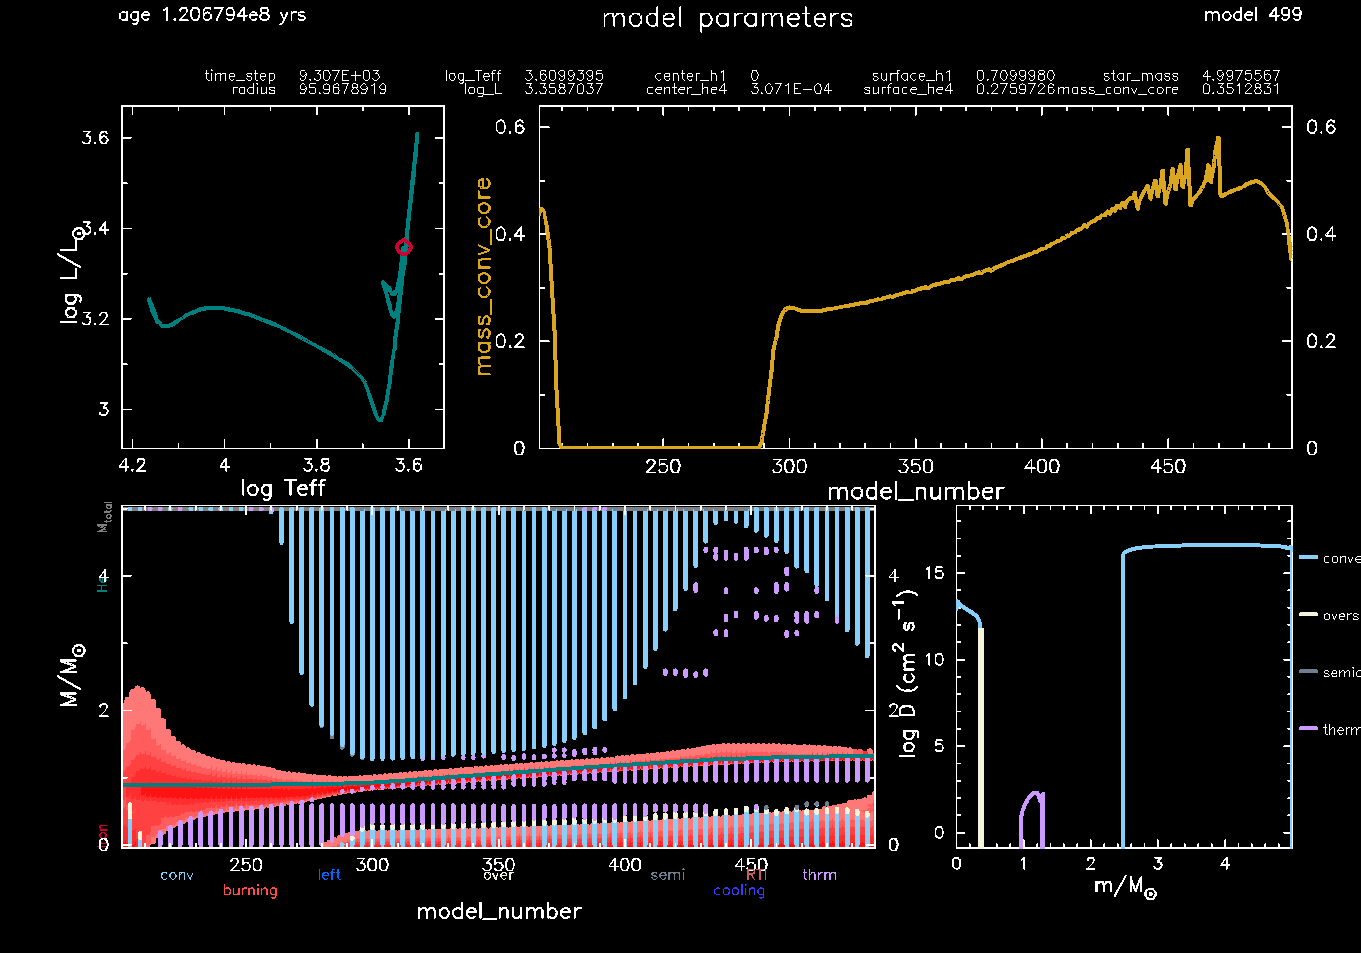 age 1.206794e8 yrs model parameters model 499
time_step 9.307E+03 log_Teff 3.6099395 center_h1 0 surface_h1 0.7099980 star_mass 4.9975567
radius 95.9678919 log_L 3.3587037 center_he4 3.071E−04 surface_he4 0.2759726 mass_conv_core 0.3512831
log L/L⊙
3.6
3.4
3.2
3
4.2 4 3.8 3.6
log Teff
mass_conv_core
0.6 0.6
0.4 0.4
0.2 0.2
0 0
250 300 350 400 450
model_number
M/M⊙
Mtotal
He
4 4
2 2
0 0
250 300 350 400 450
conv left over semi RTI thrm
burning cooling
model_number
log D (cm² s⁻¹)
15
10
5
0
0 1 2 3 4
m/M⊙
conve
overs
semic
therm